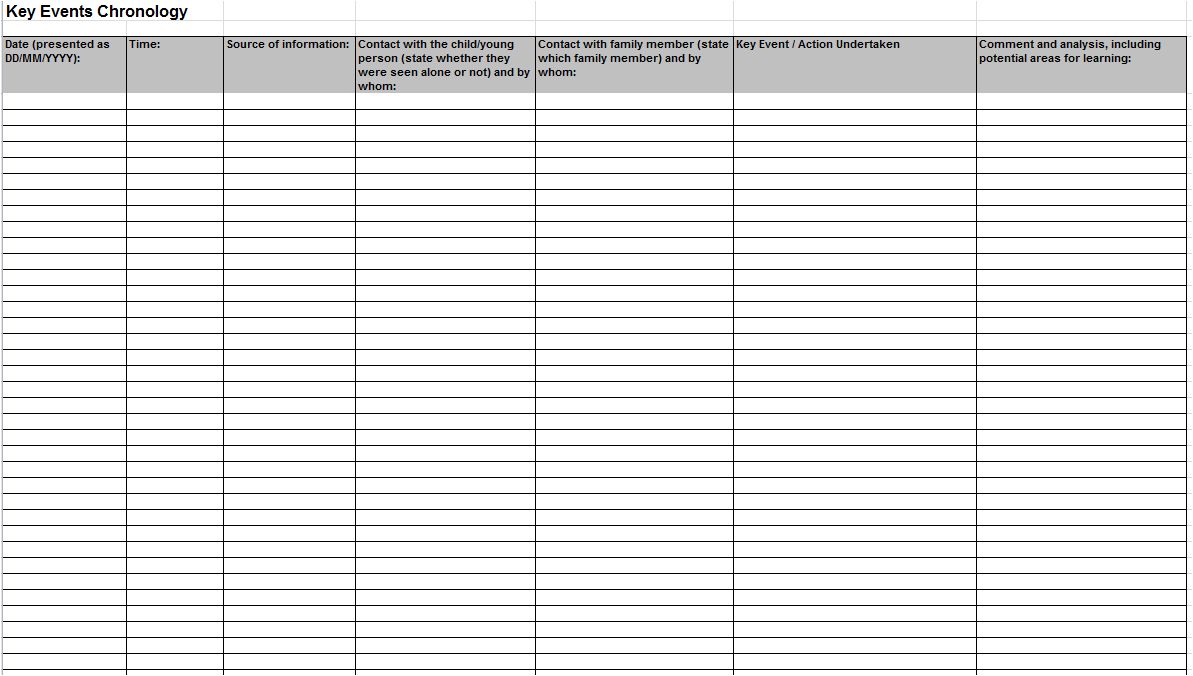 Key Events Chronology
Date (presented as
DD/MM/YYYY):
Time:
Source of information:
Contact with the child/young
person (state whether they
were seen alone or not) and by
whom:
Contact with family member (state
which family member) and by
whom:
Key Event / Action Undertaken
Comment and analysis, including
potential areas for learning: